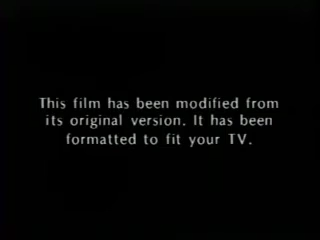 This film has been modified from
its original version. It has been
formatted to fit your TV.